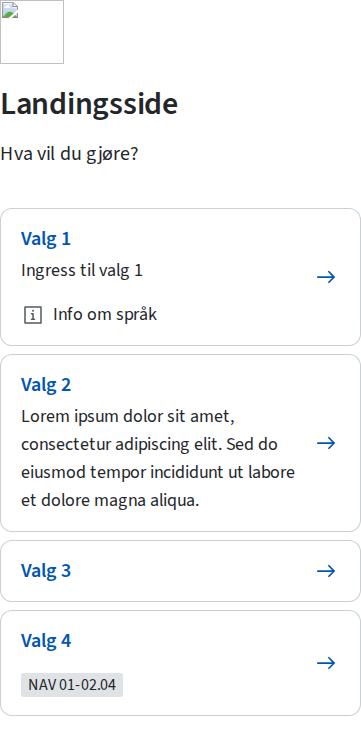 Landingsside
Hva vil du gjøre?
Valg 1
Ingress til valg 1
Info om språk
Valg 2
Lorem ipsum dolor sit amet,
consectetur adipiscing elit. Sed do
eiusmod tempor incididunt ut labore
et dolore magna aliqua.
Valg 3
Valg 4
NAV 01-02.04